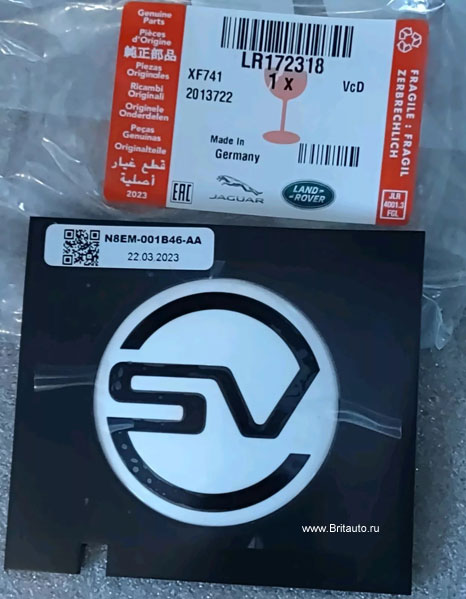 Genuine
Parts
Pièces
d'Origine
純正部品
Piezas
Originales
Ricambi
Originali
Originele
Onderdelen
Peças
Genuinas
Originalteile
قطع غيار
أصلية
2023
LR172318
1 x
XF741
2013722
VcD
Made in
Germany
EAC
JAGUAR
LAND-
ROVER
FRAGILE : FRAGIL
ZERBRECHLICH
JLR
4001.3
FGL
N8EM-001B46-AA
22.03.2023
SV
www.Britauto.ru